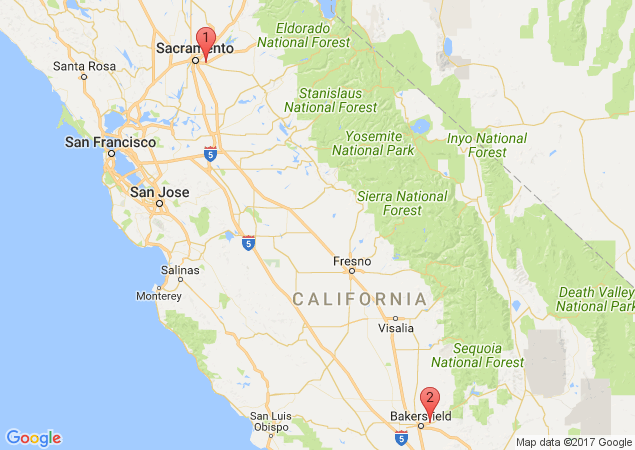 1
Eldorado
National Forest
Sacramento
Santa Rosa
Stanislaus
National Forest
San Francisco
Yosemite
National Park
Inyo National
Forest
5
San Jose
Sierra National
Forest
5
Salinas
Fresno
Monterey
CALIFORNIA
Death Valley
National Park
Visalia
Sequoia
National Forest
2
San Luis
Obispo
Bakersfield
5
Google
Map data ©2017 Google